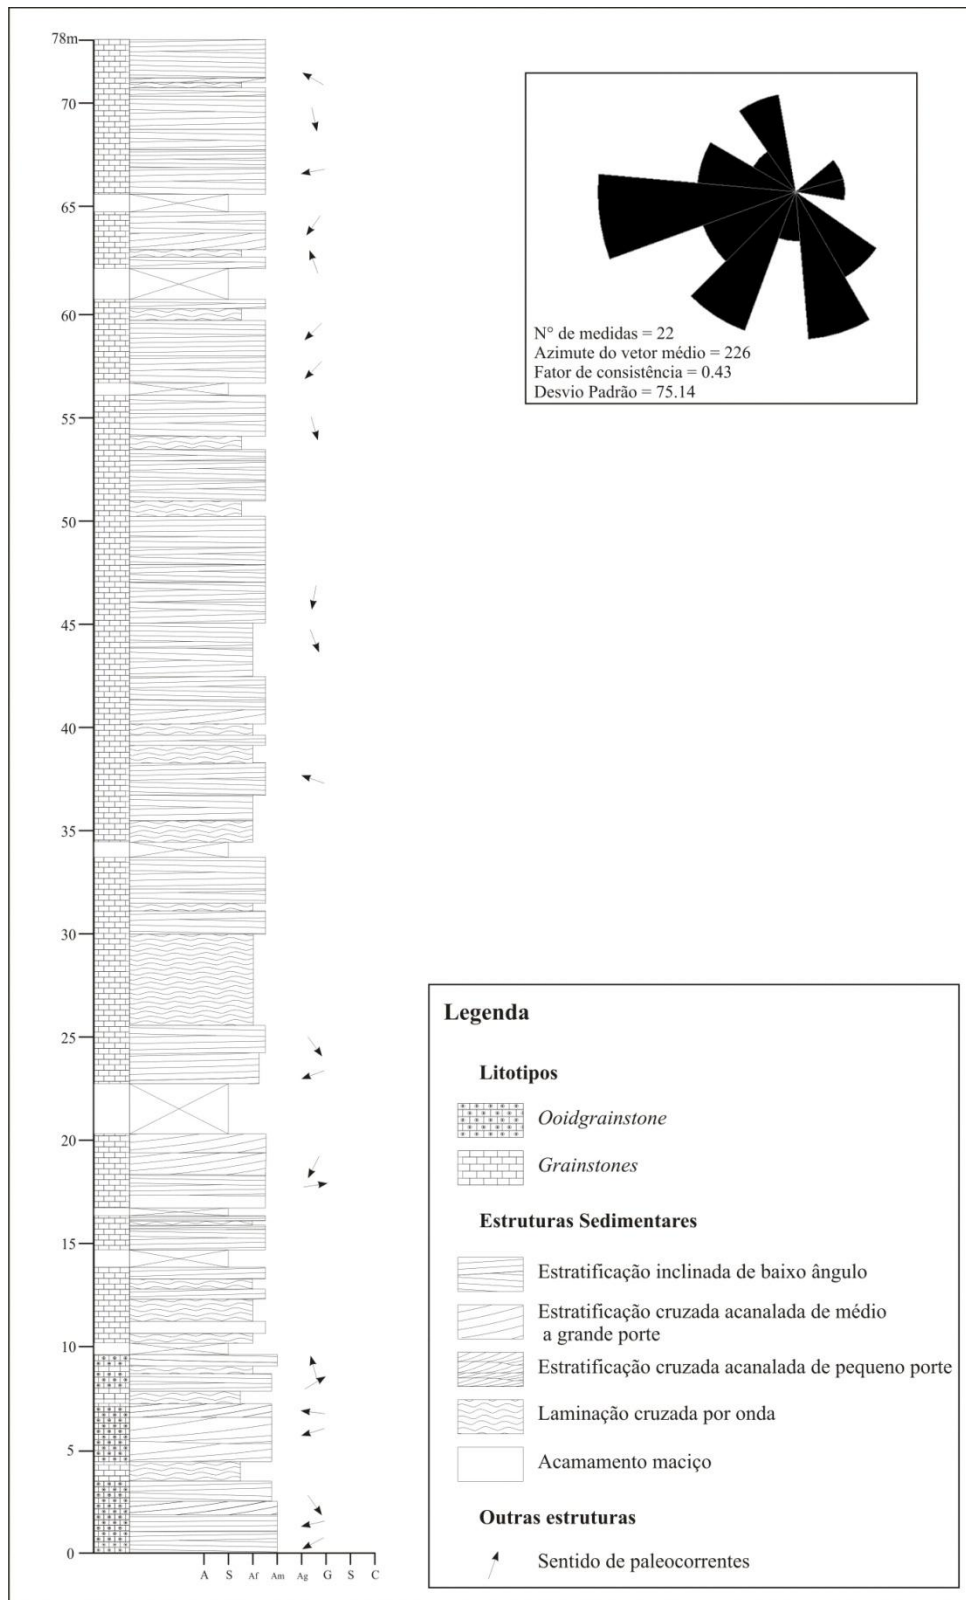 78m
70
65
60
55
50
45
40
35
30
25
20
15
10
5
0
A S Af Am Ag G S C
N° de medidas = 22
Azimute do vetor médio = 226
Fator de consistência = 0.43
Desvio Padrão = 75.14
Legenda
Litotipos
Ooidgrainstone
Grainstones
Estruturas Sedimentares
Estratificação inclinada de baixo ângulo
Estratificação cruzada acanalada de médio
a grande porte
Estratificação cruzada acanalada de pequeno porte
Laminação cruzada por onda
Acamamento maciço
Outras estruturas
Sentido de paleocorrentes